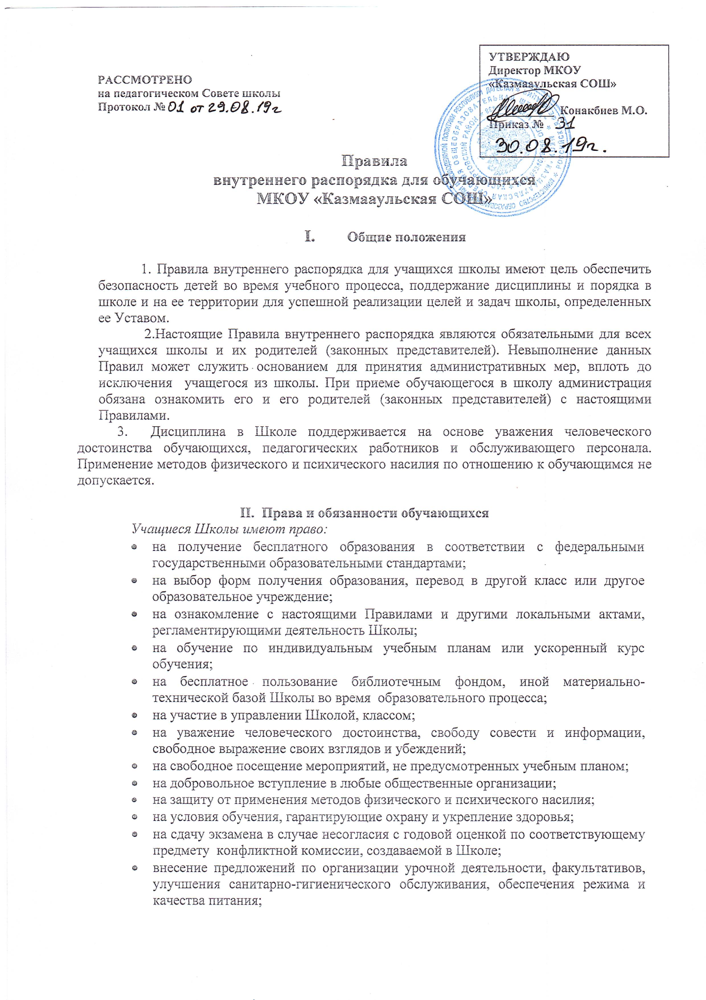 РАССМОТРЕНО
на педагогическом Совете школы
Протокол № 01 от 29.08.19г
УТВЕРЖДАЮ
Директор МКОУ
«Казмааульская СОШ»
Конакбиев М.О.
Приказ № 31
30.08.19г.
Правила
внутреннего распорядка для обучающихся
МКОУ «Казмааульская СОШ»
I. Общие положения
1. Правила внутреннего распорядка для учащихся школы имеют цель обеспечить
безопасность детей во время учебного процесса, поддержание дисциплины и порядка в
школе и на ее территории для успешной реализации целей и задач школы, определенных
ее Уставом.
2.Настоящие Правила внутреннего распорядка являются обязательными для всех
учащихся школы и их родителей (законных представителей). Невыполнение данных
Правил может служить основанием для принятия административных мер, вплоть до
исключения учащегося из школы. При приеме обучающегося в школу администрация
обязана ознакомить его и его родителей (законных представителей) с настоящими
Правилами.
3. Дисциплина в Школе поддерживается на основе уважения человеческого
достоинства обучающихся, педагогических работников и обслуживающего персонала.
Применение методов физического и психического насилия по отношению к обучающимся не
допускается.
II. Права и обязанности обучающихся
Учащиеся Школы имеют право:
• на получение бесплатного образования в соответствии с федеральными
государственными образовательными стандартами;
• на выбор форм получения образования, перевод в другой класс или другое
образовательное учреждение;
• на ознакомление с настоящими Правилами и другими локальными актами,
регламентирующими деятельность Школы;
• на обучение по индивидуальным учебным планам или ускоренный курс
обучения;
• на бесплатное пользование библиотечным фондом, иной материально-
технической базой Школы во время образовательного процесса;
• на участие в управлении Школой, классом;
• на уважение человеческого достоинства, свободу совести и информации,
свободное выражение своих взглядов и убеждений;
• на свободное посещение мероприятий, не предусмотренных учебным планом;
• на добровольное вступление в любые общественные организации;
• на защиту от применения методов физического и психического насилия;
• на условия обучения, гарантирующие охрану и укрепление здоровья;
• на сдачу экзамена в случае несогласия с годовой оценкой по соответствующему
предмету конфликтной комиссии, создаваемой в Школе;
• внесение предложений по организации урочной деятельности, факультативов,
улучшения санитарно-гигиенического обслуживания, обеспечения режима и
качества питания;